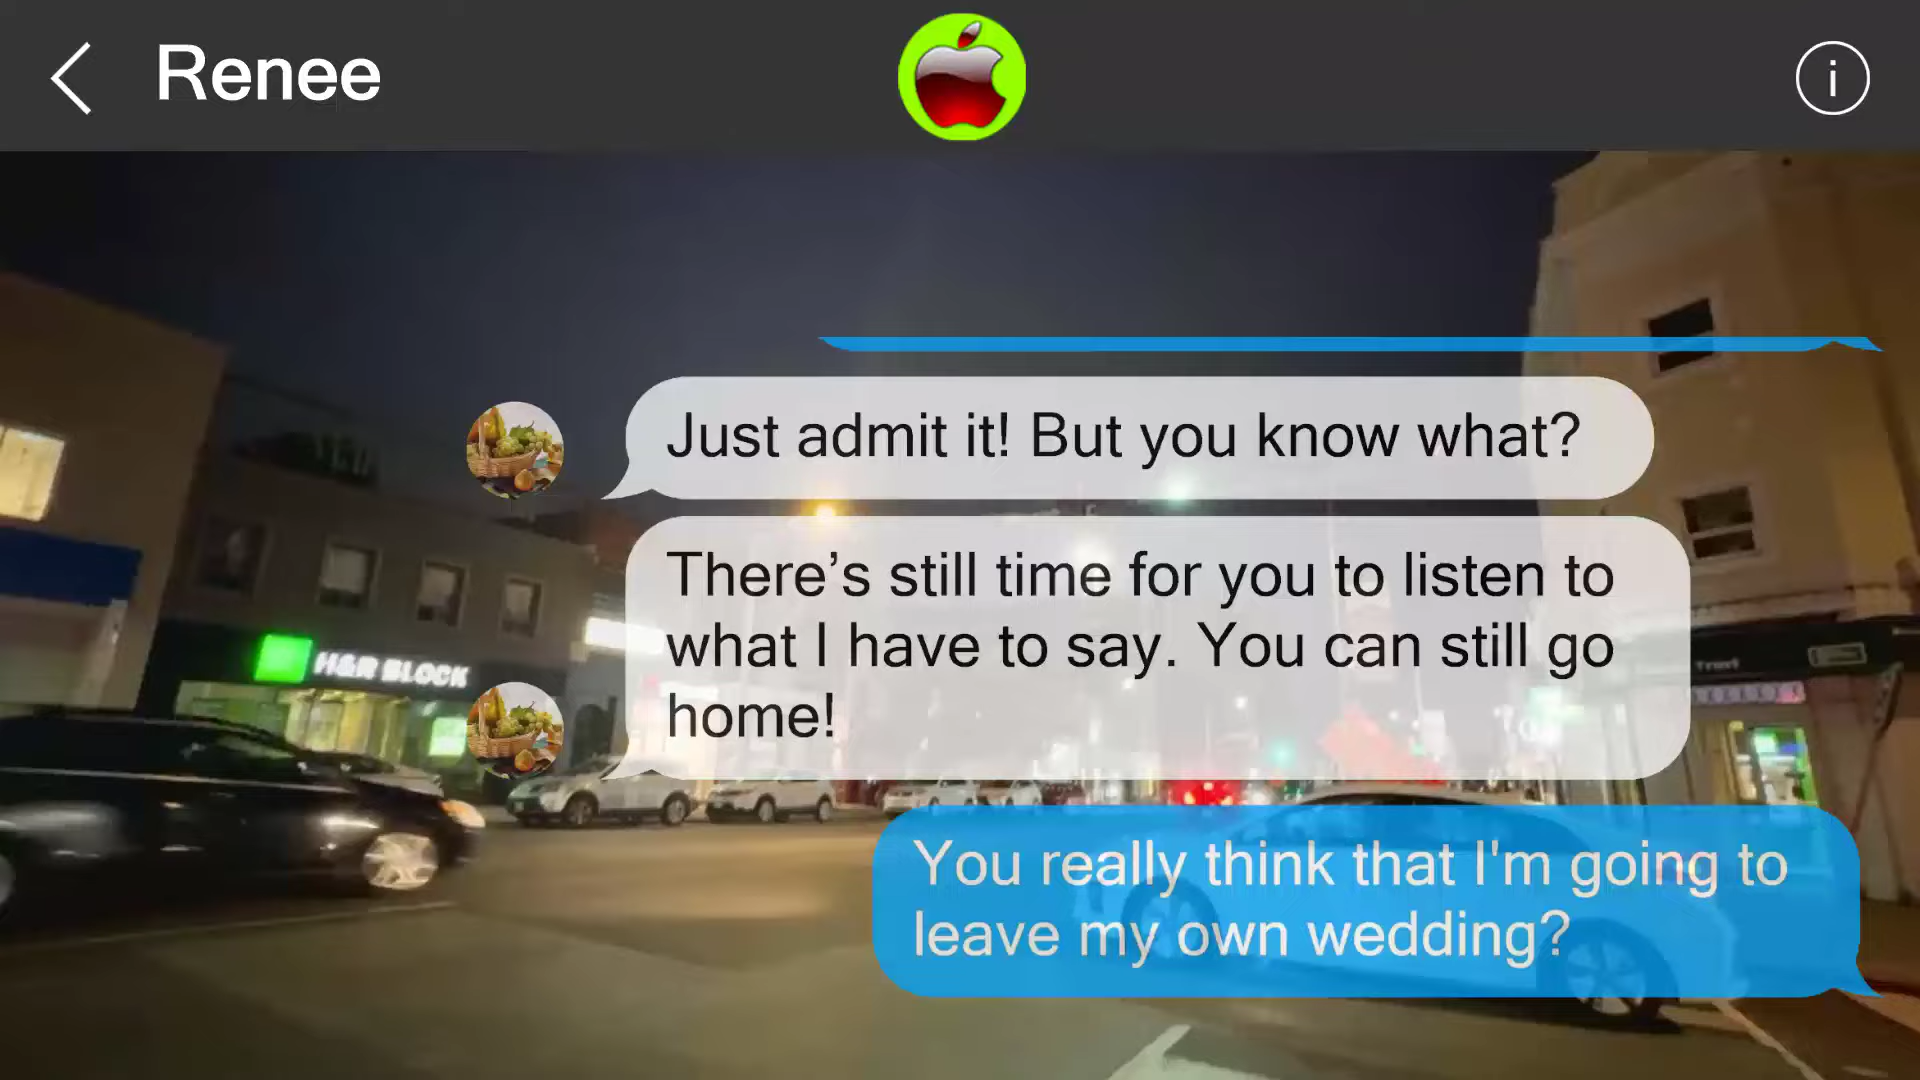 Renee
i
Just admit it! But you know what?
There’s still time for you to listen to
what I have to say. You can still go
home!
You really think that I'm going to
leave my own wedding?
H&R BLOCK